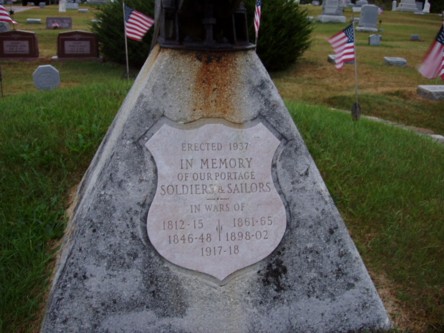 ERECTED 1937
IN MEMORY
OF OUR PORTAGE
SOLDIERS & SAILORS
IN WARS OF
1812-15 1861-65
1846-48 1898-02
1917-18